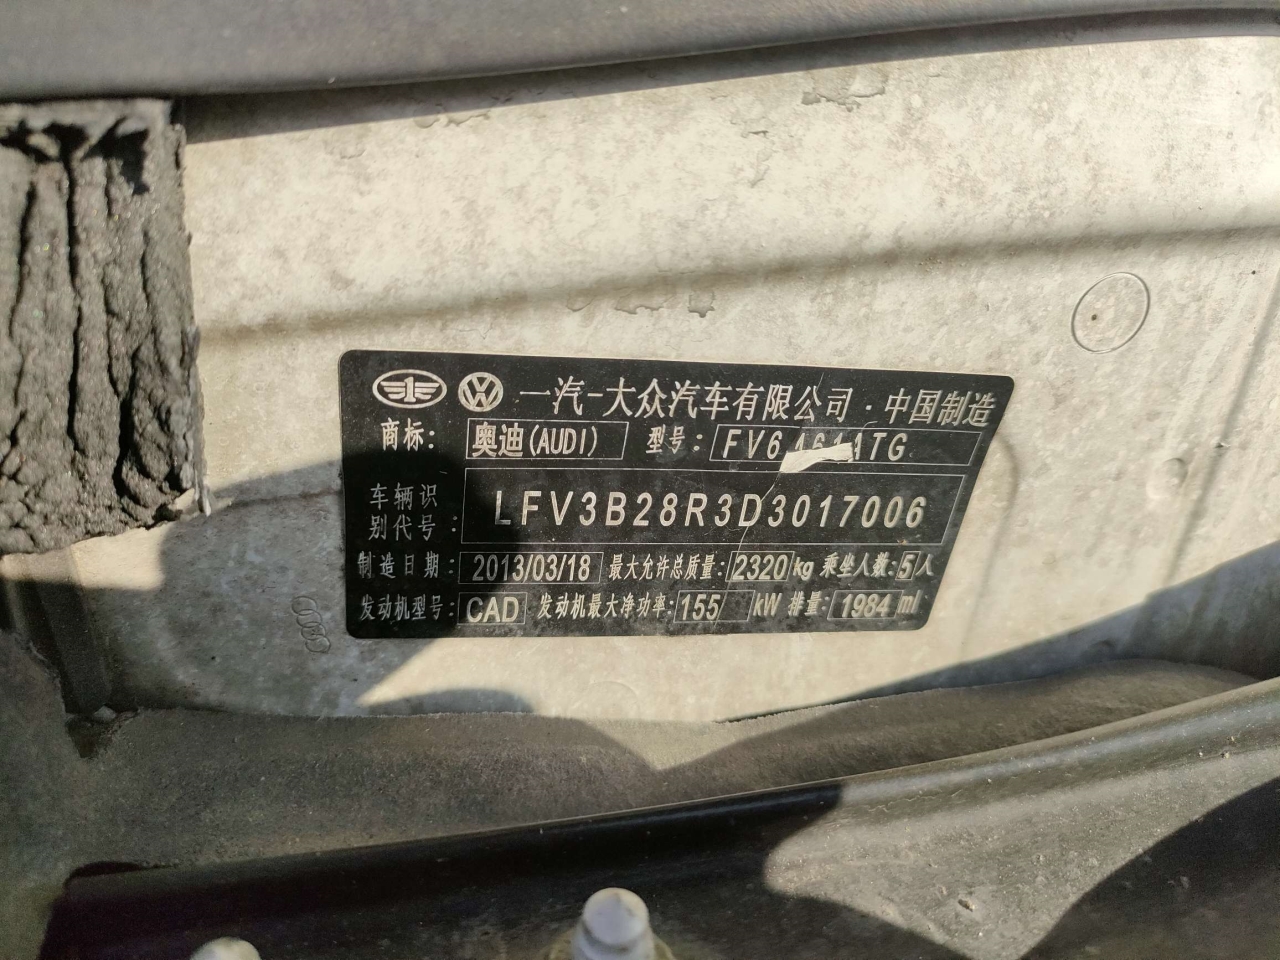 一汽-大众汽车有限公司·中国制造
商标: 奥迪(AUDI) 型号:
车辆识别代号: LFV3B28R3D3017006
制造日期: 2013/03/18 最大允许总质量: 2320 kg 乘坐人数: 5人
发动机型号: CAD 发动机最大净功率: 155 kW 排量: 1984 ml